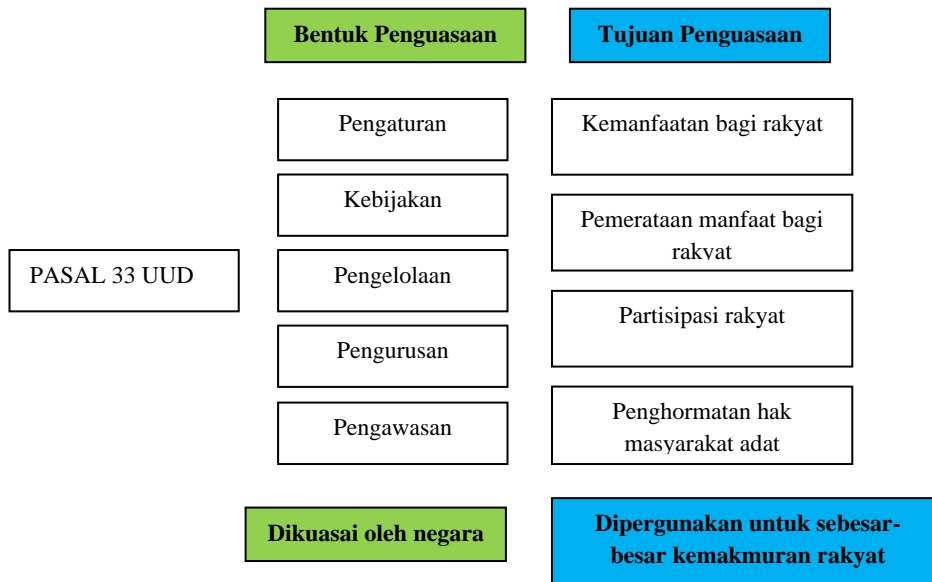 Bentuk Penguasaan
Tujuan Penguasaan
PASAL 33 UUD
Pengaturan
Kebijakan
Pengelolaan
Pengurusan
Pengawasan
Kemanfaatan bagi rakyat
Pemerataan manfaat bagi
rakyat
Partisipasi rakyat
Penghormatan hak
masyarakat adat
Dikuasai oleh negara
Dipergunakan untuk sebesar-
besar kemakmuran rakyat